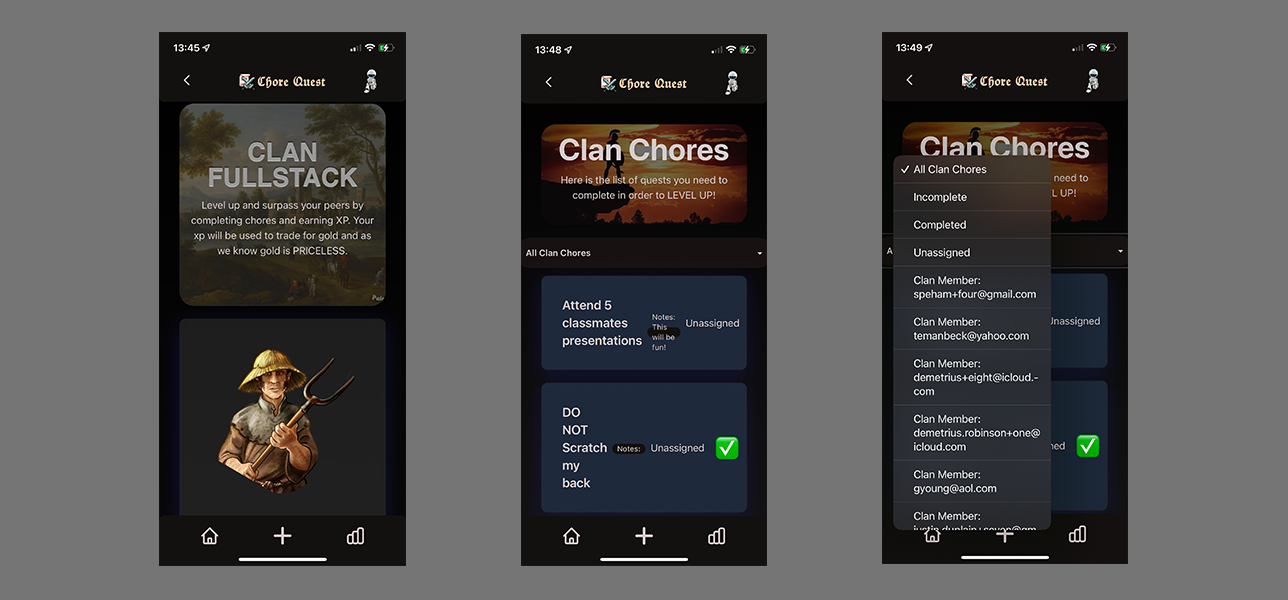 13:45
Chore Quest
CLAN
FULLSTACK
Level up and surpass your peers by
completing chores and earning XP. Your
xp will be used to trade for gold and as
we know gold is PRICELESS.
13:48
Chore Quest
Clan Chores
Here is the list of quests you need to
complete in order to LEVEL UP!
All Clan Chores
Attend 5
classmates
presentations
Notes:
This
will be
fun!
Unassigned
DO
NOT
Scratch
my
back
Notes:
Unassigned
13:49
Chore Quest
Clan Chores
need to
L UP!
A
✓ All Clan Chores
Incomplete
Completed
Unassigned
Clan Member:
speham+four@gmail.com
Clan Member:
temanbeck@yahoo.com
Clan Member:
demetrius+eight@icloud.-
com
Clan Member:
demetrius.robinson+one@
icloud.com
Clan Member:
gyoung@aol.com
Clan Member:
Unassigned
ned